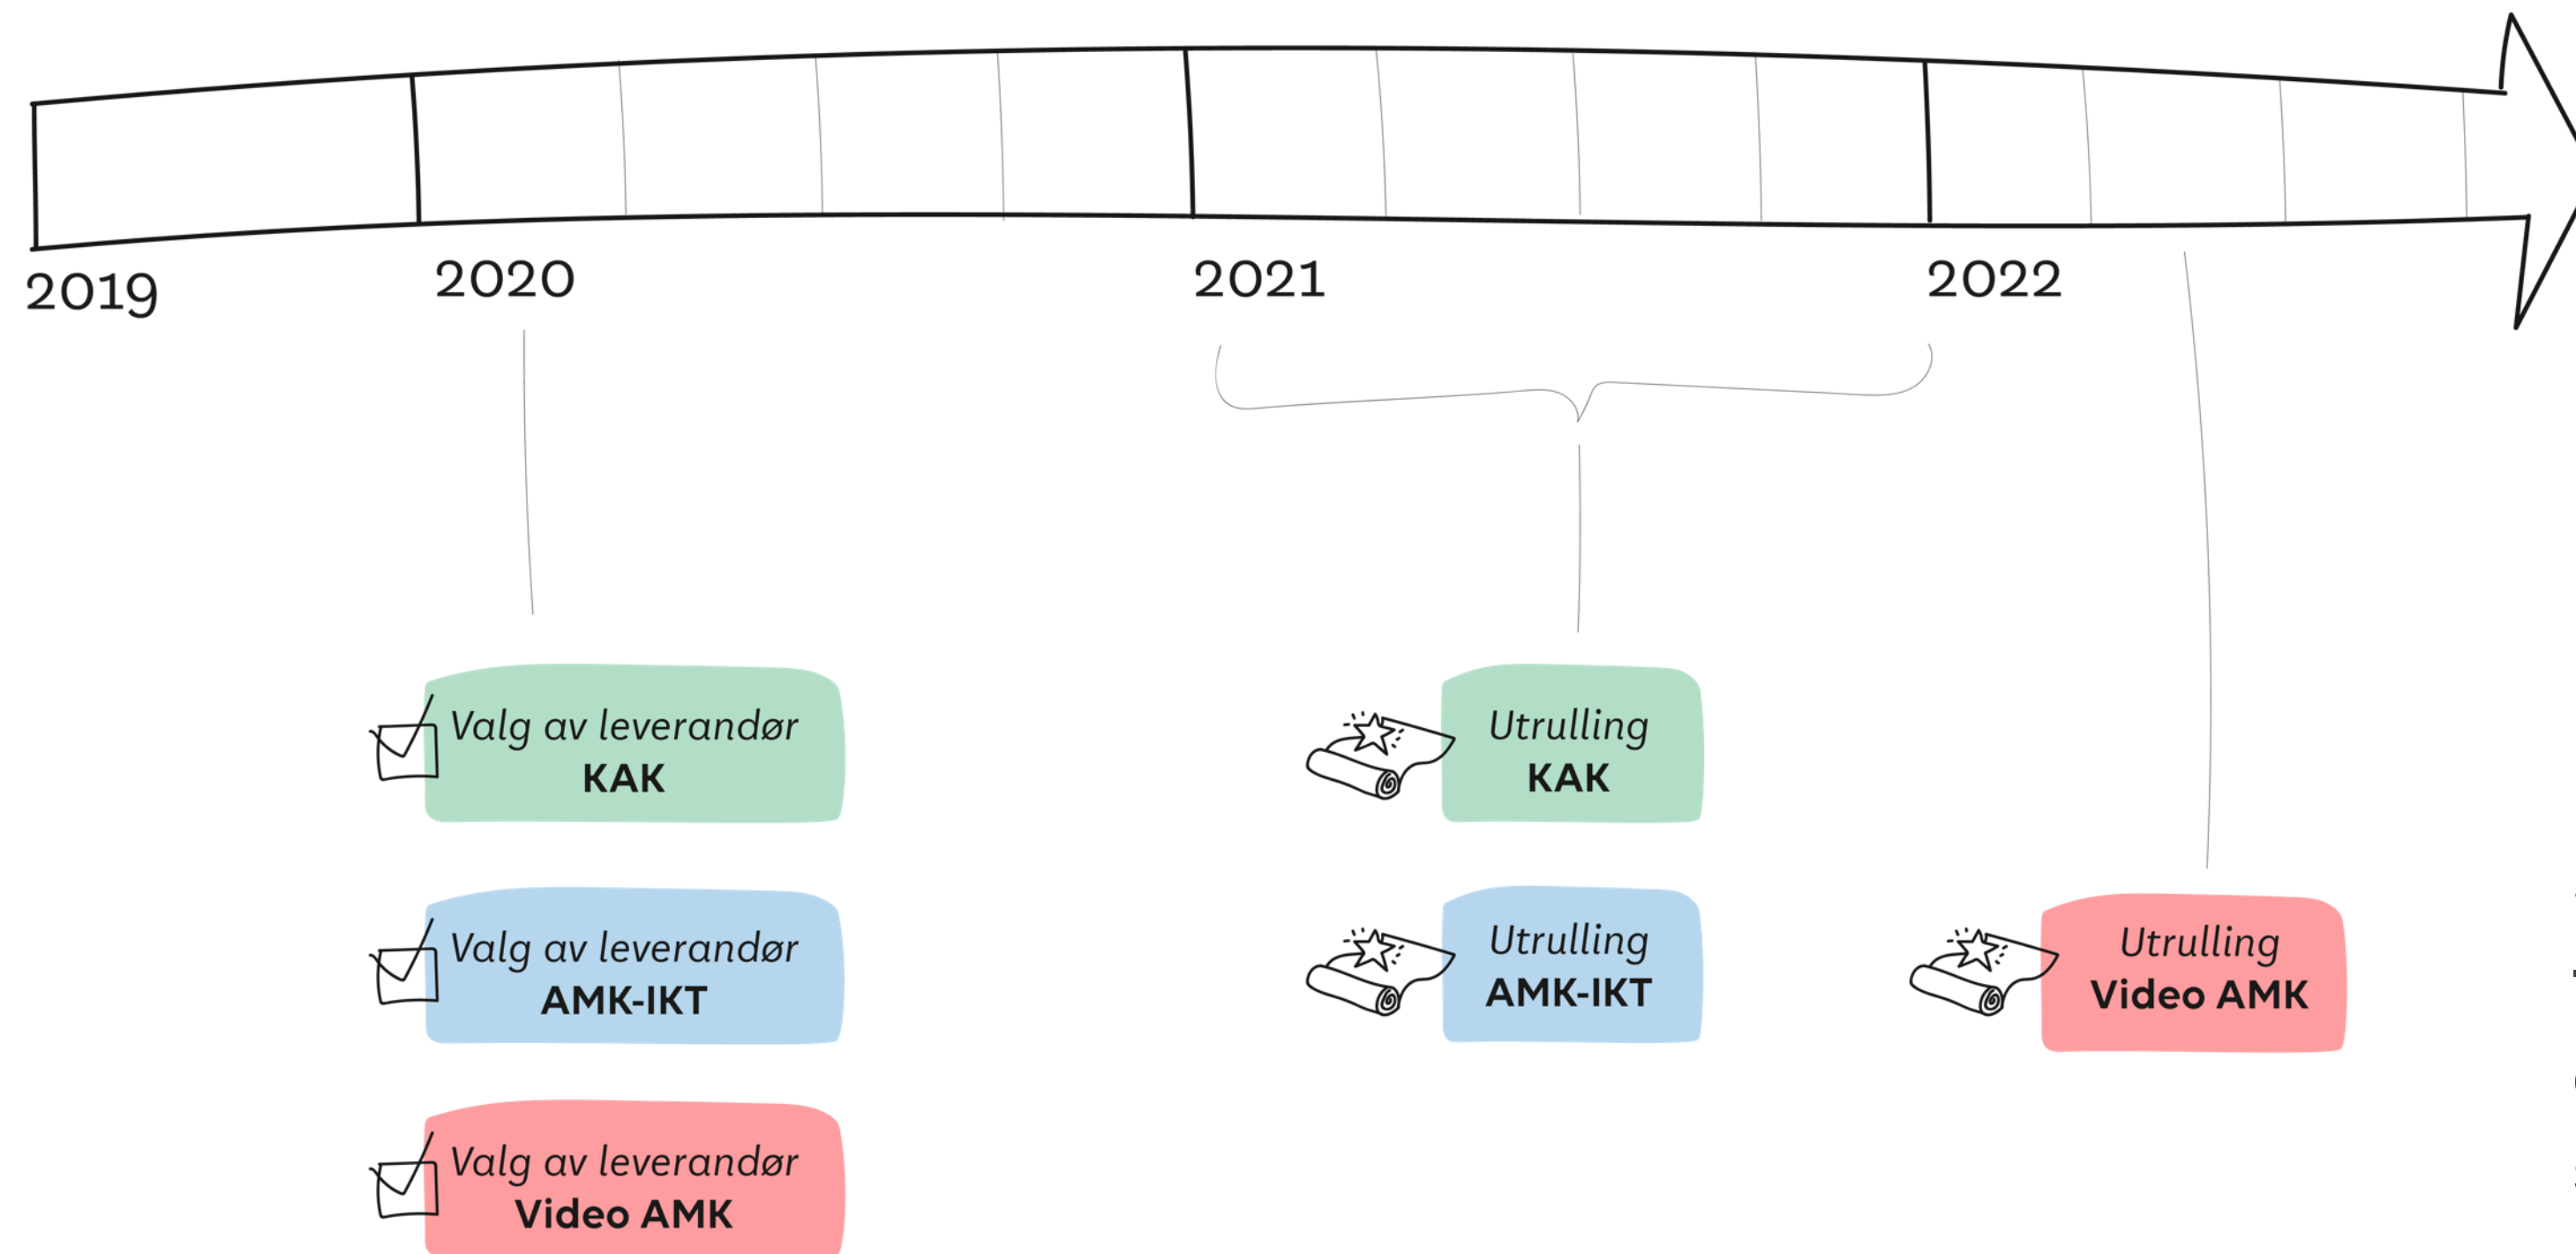 2019
2020
2021
2022
Valg av leverandør
KAK
Utrulling
KAK
Valg av leverandør
AMK-IKT
Utrulling
AMK-IKT
Utrulling
Video AMK
Valg av leverandør
Video AMK